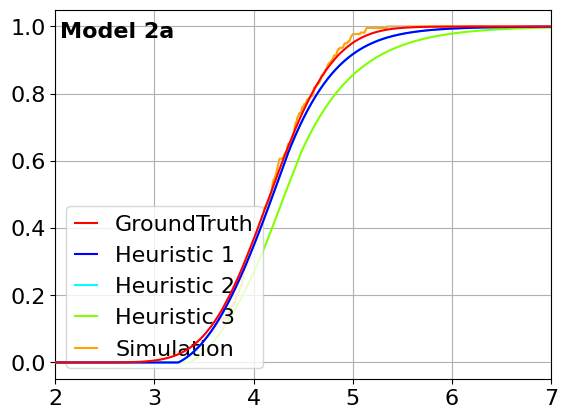 Model 2a
1.0
0.8
0.6
0.4
0.2
0.0
GroundTruth
Heuristic 1
Heuristic 2
Heuristic 3
Simulation
2 3 4 5 6 7